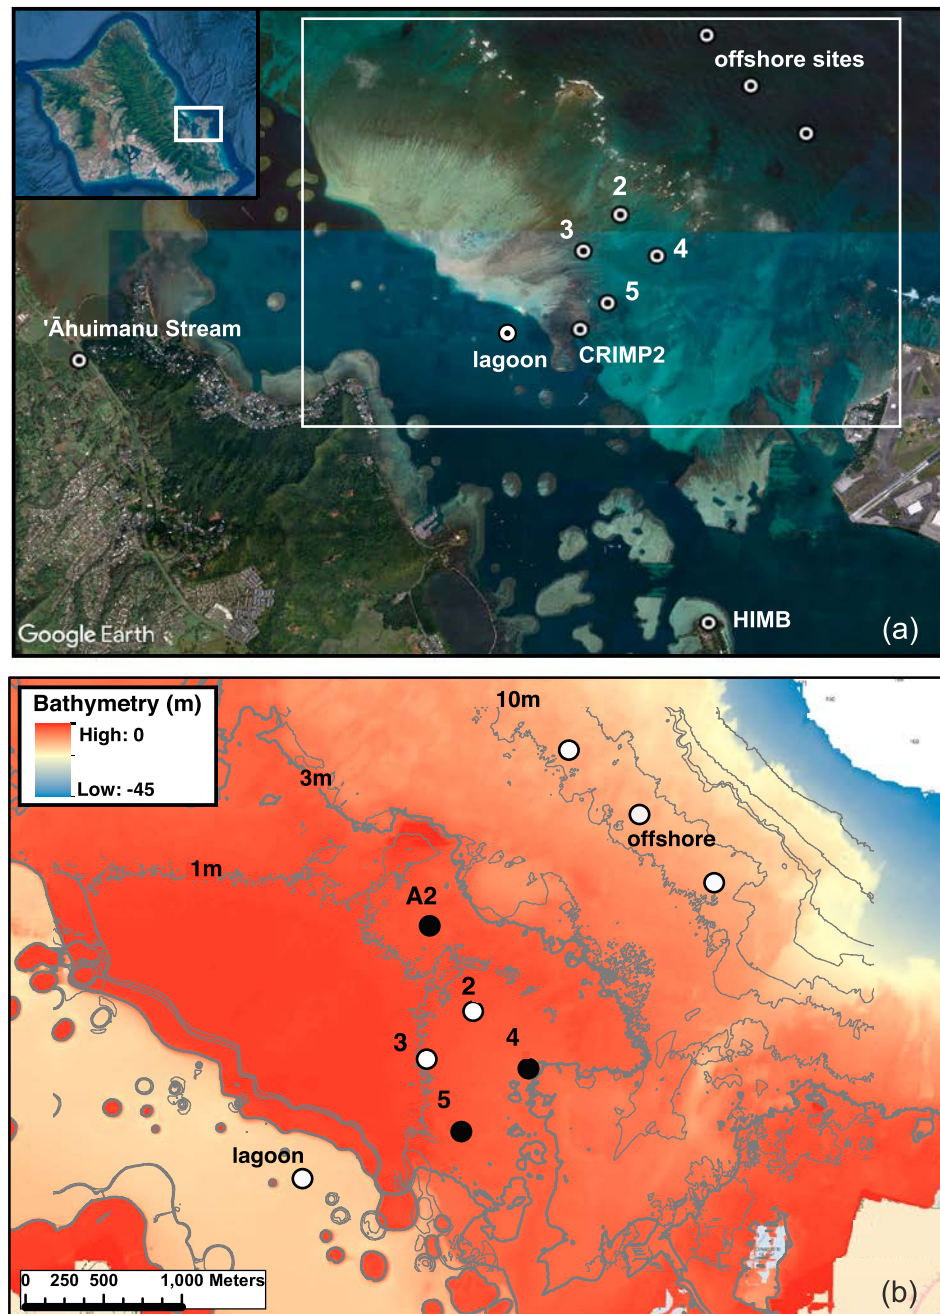 offshore sites
2
3
4
5
'Āhuimanu Stream
lagoon
CRIMP2
HIMB
Google Earth
(a)
Bathymetry (m)
High: 0
Low: -45
10m
3m
1m
offshore
A2
2
3
4
5
lagoon
0 250 500 1,000 Meters
(b)